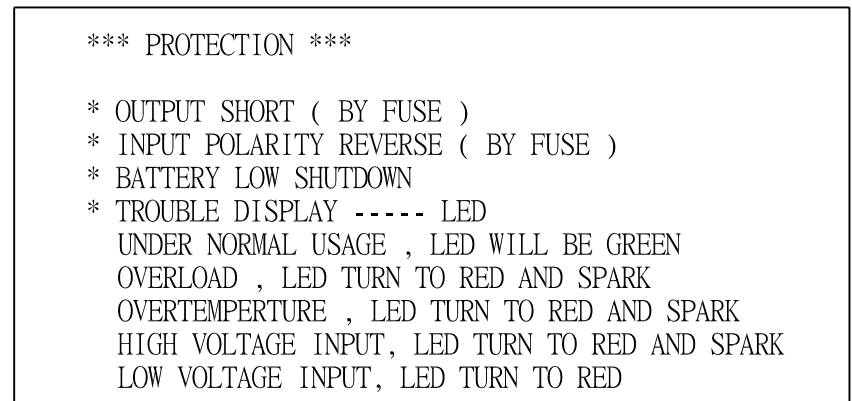 *** PROTECTION ***
* OUTPUT SHORT ( BY FUSE )
* INPUT POLARITY REVERSE ( BY FUSE )
* BATTERY LOW SHUTDOWN
* TROUBLE DISPLAY ----- LED
UNDER NORMAL USAGE , LED WILL BE GREEN
OVERLOAD , LED TURN TO RED AND SPARK
OVERTEMPERTURE , LED TURN TO RED AND SPARK
HIGH VOLTAGE INPUT, LED TURN TO RED AND SPARK
LOW VOLTAGE INPUT, LED TURN TO RED